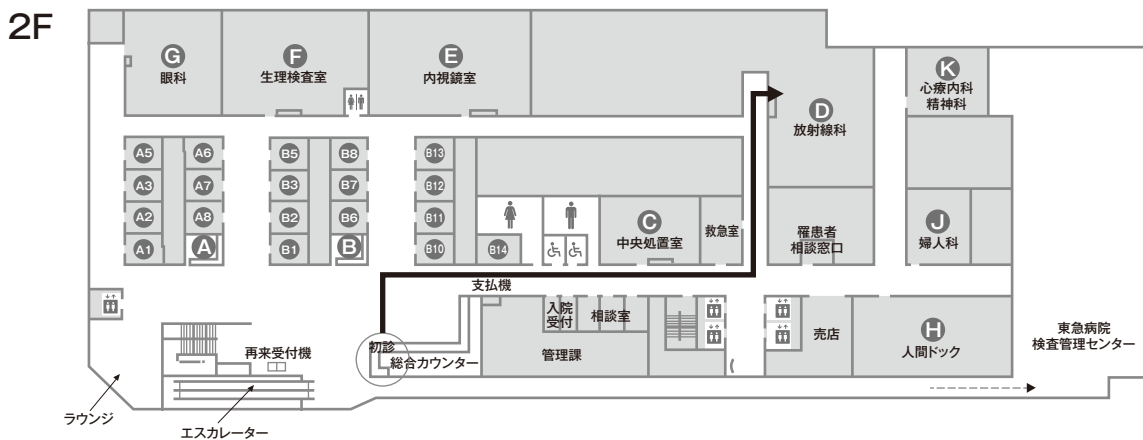 2F
G
眼科
F
生理検査室
E
内視鏡室
D
放射線科
K
心療内科
精神科
A5
A6
B5
B8
B13
A3
A7
B3
B7
B12
A2
A8
B2
B6
B11
A1
A
B1
B
B10
B14
C
中央処置室
救急室
罹患者
相談窓口
J
婦人科
支払機
入院
受付
相談室
管理課
売店
H
人間ドック
東急病院
検査管理センター
初診
総合カウンター
再来受付機
ラウンジ
エスカレーター